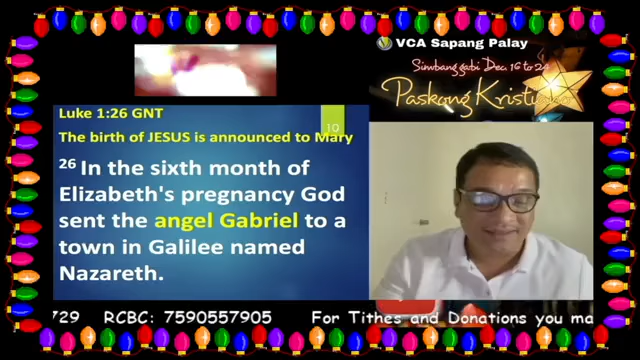 VCA Sapang Palay
Simbang gabi Dec. 16 to 24
Paskong Kristiyano
Luke 1:26 GNT
10
The birth of JESUS is announced to Mary
26 In the sixth month of
Elizabeth's pregnancy God
sent the angel Gabriel to a
town in Galilee named
Nazareth.
729 RCBC: 7590557905 For Tithes and Donations you ma